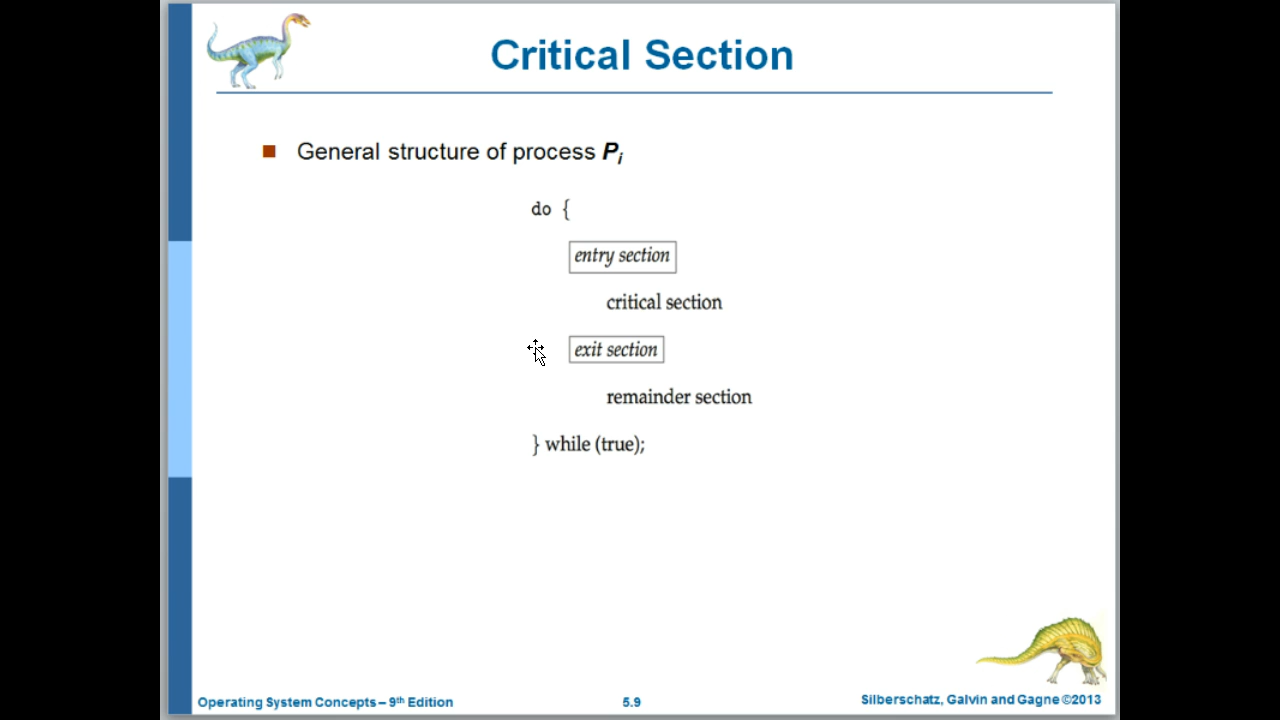 Critical Section
General structure of process Pi
do {
entry section
critical section
exit section
remainder section
} while (true);
Operating System Concepts – 9th Edition
5.9
Silberschatz, Galvin and Gagne ©2013